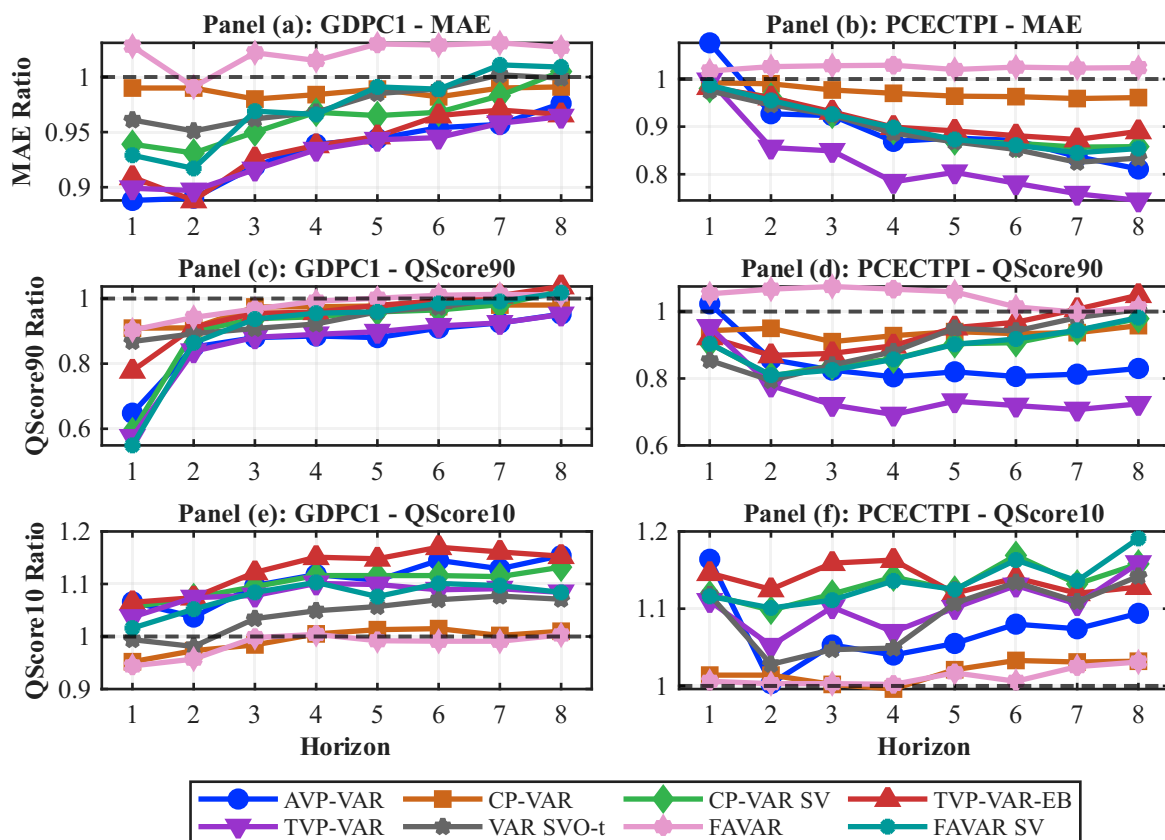 Panel (a): GDPC1 - MAE
MAE Ratio
1
0.95
0.9
1 2 3 4 5 6 7 8
Panel (b): PCECTPI - MAE
1
0.9
0.8
1 2 3 4 5 6 7 8
Panel (c): GDPC1 - QScore90
QScore90 Ratio
1
0.8
0.6
1 2 3 4 5 6 7 8
Panel (d): PCECTPI - QScore90
1
0.8
0.6
1 2 3 4 5 6 7 8
Panel (e): GDPC1 - QScore10
QScore10 Ratio
1.2
1.1
1
0.9
1 2 3 4 5 6 7 8
Horizon
Panel (f): PCECTPI - QScore10
1.2
1.1
1
1 2 3 4 5 6 7 8
Horizon
AVP-VAR CP-VAR CP-VAR SV TVP-VAR-EB
TVP-VAR VAR SVO-t FAVAR FAVAR SV